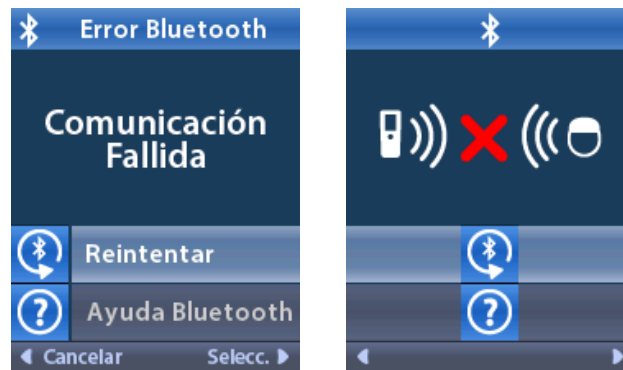 Error Bluetooth
Comunicación
Fallida
Reintentar
? Ayuda Bluetooth
Cancelar Selecc.
?